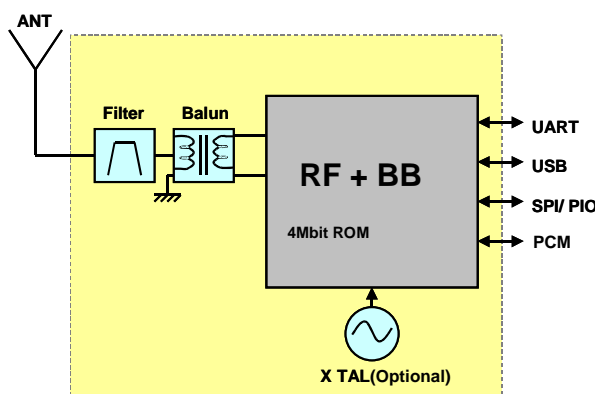 ANT
Filter
Balun
RF + BB
4Mbit ROM
UART
USB
SPI/ PIO
PCM
X TAL(Optional)